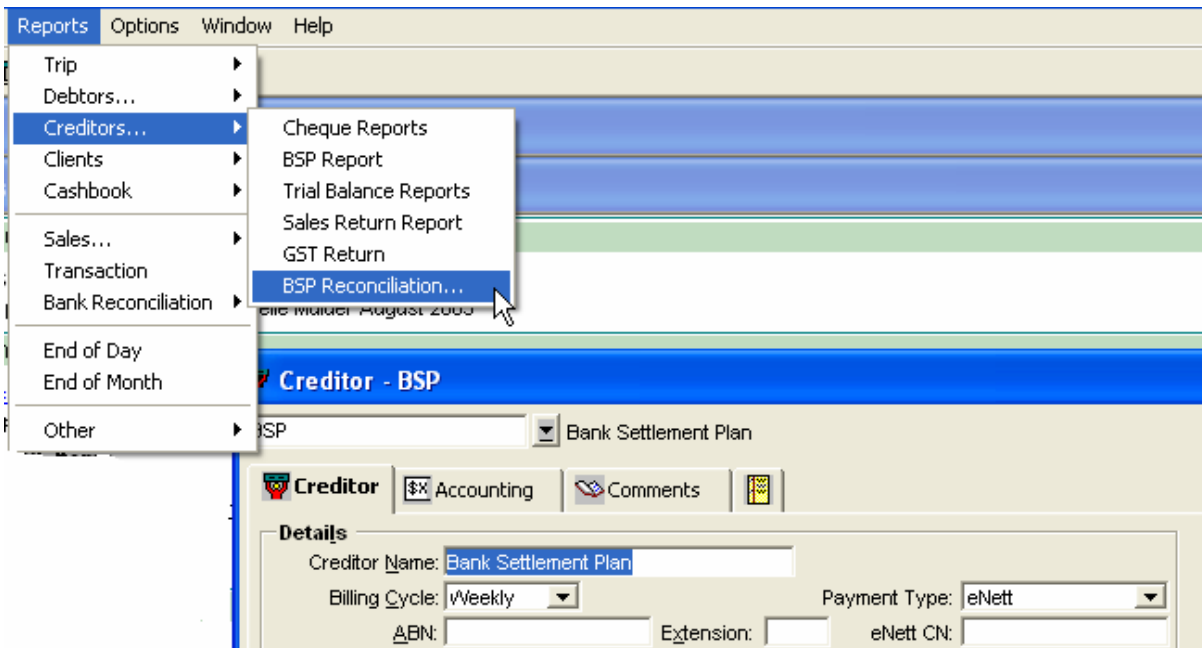 Reports Options Window Help
Trip
Debtors...
Creditors...
Clients
Cashbook
Sales...
Transaction
Bank Reconciliation
End of Day
End of Month
Other
Cheque Reports
BSP Report
Trial Balance Reports
Sales Return Report
GST Return
BSP Reconciliation...
August 2005
Creditor - BSP
BSP Bank Settlement Plan
Creditor Accounting Comments
Details
Creditor Name: Bank Settlement Plan
Billing Cycle: Weekly Payment Type: eNett
ABN: Extension: eNett CN: